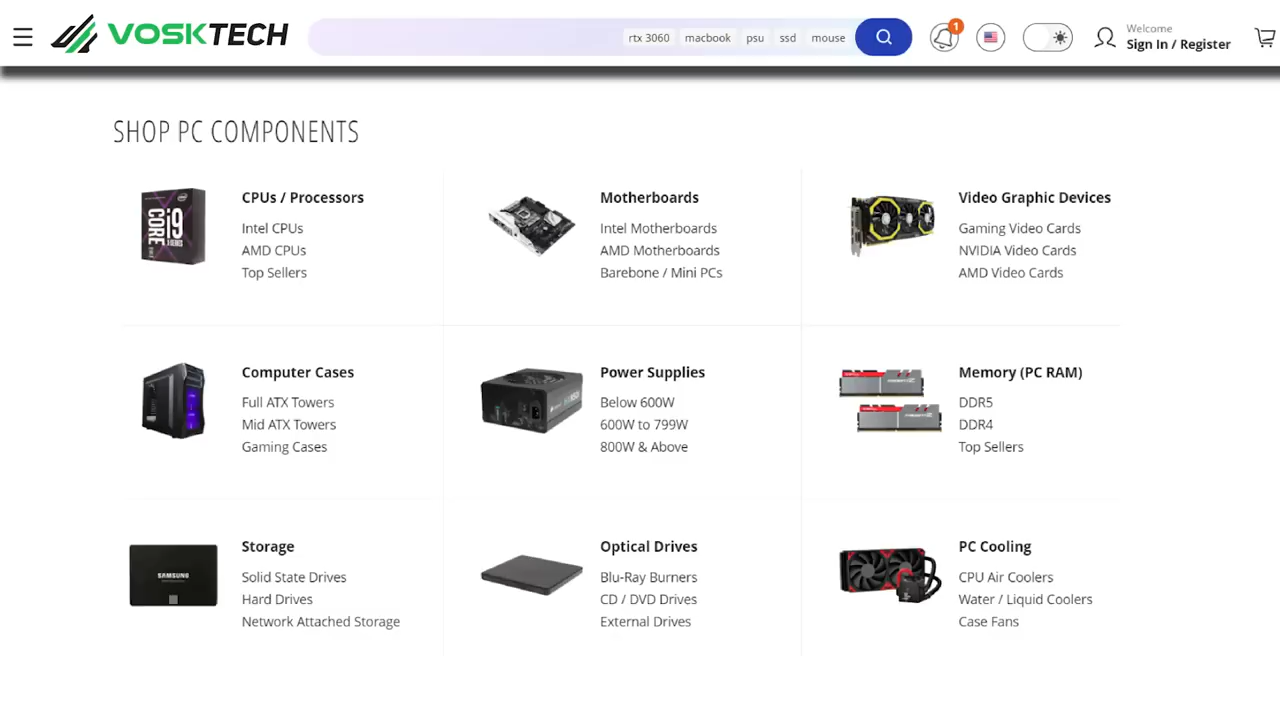 VOSKTECH
rtx 3060 macbook psu ssd mouse
1
Welcome
Sign In / Register
SHOP PC COMPONENTS
CPUs / Processors
Intel CPUs
AMD CPUs
Top Sellers
Motherboards
Intel Motherboards
AMD Motherboards
Barebone / Mini PCs
Video Graphic Devices
Gaming Video Cards
NVIDIA Video Cards
AMD Video Cards
Computer Cases
Full ATX Towers
Mid ATX Towers
Gaming Cases
Power Supplies
Below 600W
600W to 799W
800W & Above
Memory (PC RAM)
DDR5
DDR4
Top Sellers
Storage
Solid State Drives
Hard Drives
Network Attached Storage
Optical Drives
Blu-Ray Burners
CD / DVD Drives
External Drives
PC Cooling
CPU Air Coolers
Water / Liquid Coolers
Case Fans
CORE i9
X SERIES
SAMSUNG